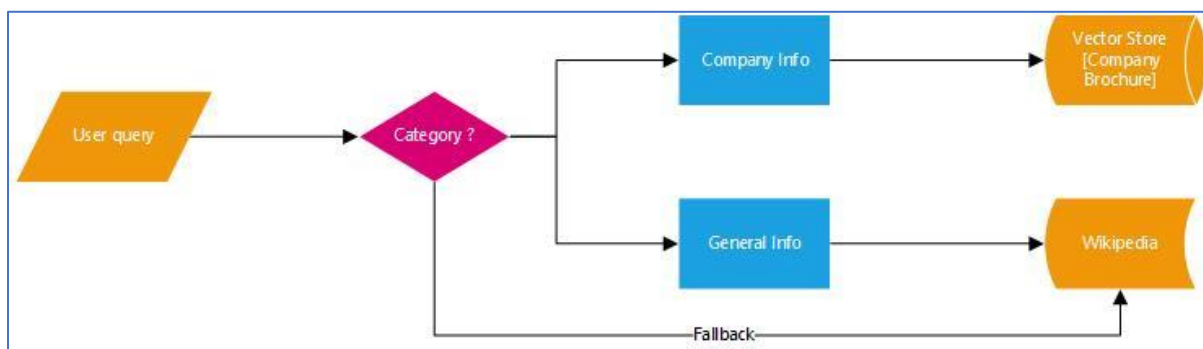 User query
Category ?
Company Info
Vector Store
[Company
Brochure]
General Info
Wikipedia
Fallback